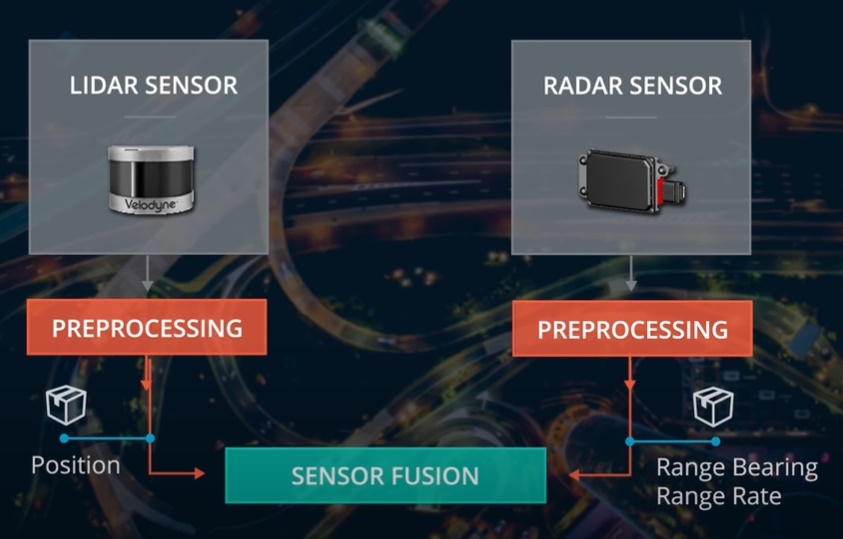 LIDAR SENSOR
Velodyne
PREPROCESSING
Position
RADAR SENSOR
PREPROCESSING
Range Bearing
Range Rate
SENSOR FUSION